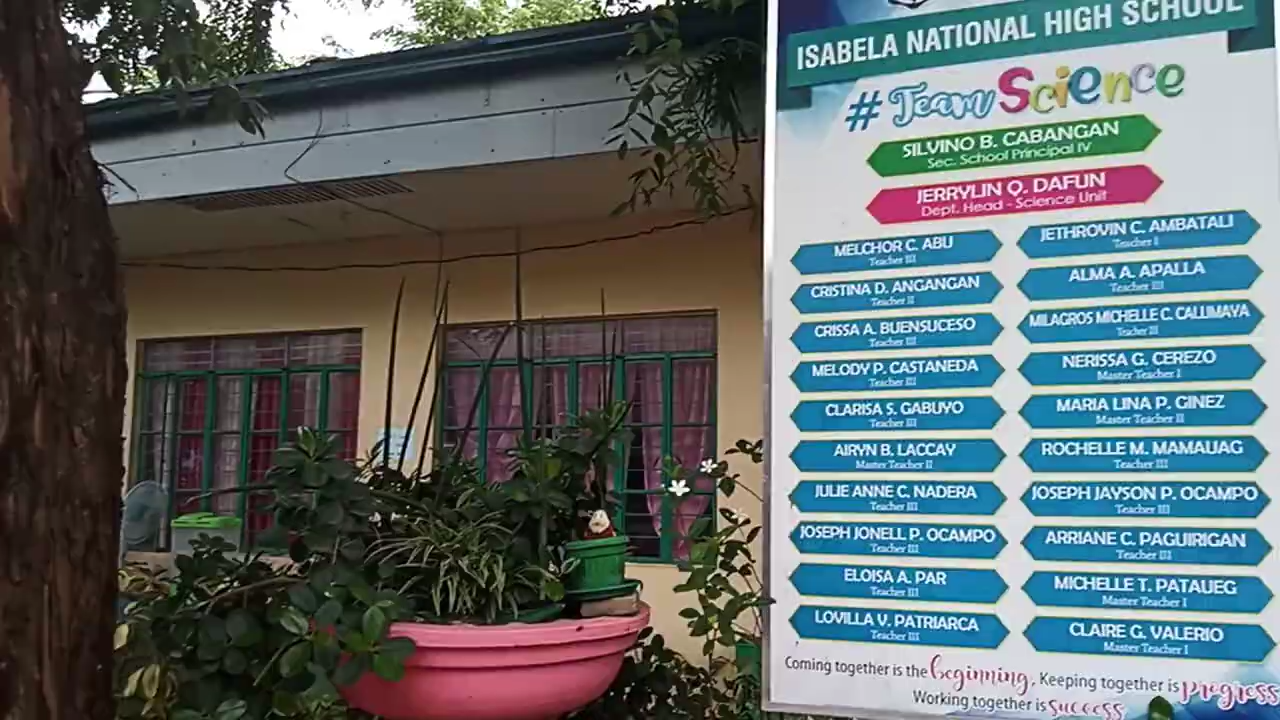 ISABELA NATIONAL HIGH SCHOOL
# Team Science
SILVINO B. CABANGAN
Sec. School Principal IV
JERRYLIN Q. DAFUN
Dept. Head - Science Unit
MELCHOR C. ABU
Teacher III
JETHROVIN C. AMBATALI
Teacher I
CRISTINA D. ANGANGAN
Teacher II
ALMA A. APALLA
Teacher III
CRISSA A. BUENSUCESO
Teacher III
MILAGROS MICHELLE C. CALLIMAYA
Teacher III
MELODY P. CASTANEDA
Teacher III
NERISSA G. CEREZO
Master Teacher I
CLARISA S. GABUYO
Teacher III
MARIA LINA P. GINEZ
Master Teacher II
AIRYN B. LACCAY
Master Teacher II
ROCHELLE M. MAMAUAG
Teacher III
JULIE ANNE C. NADERA
Teacher III
JOSEPH JAYSON P. OCAMPO
Teacher III
JOSEPH JONELL P. OCAMPO
Teacher III
ARRIANE C. PAGUIRIGAN
Teacher III
ELOISA A. PAR
Teacher III
MICHELLE T. PATAUEG
Master Teacher I
LOVILLA V. PATRIARCA
Teacher III
CLAIRE G. VALERIO
Master Teacher I
Coming together is the beginning. Keeping together is progress
Working together is success